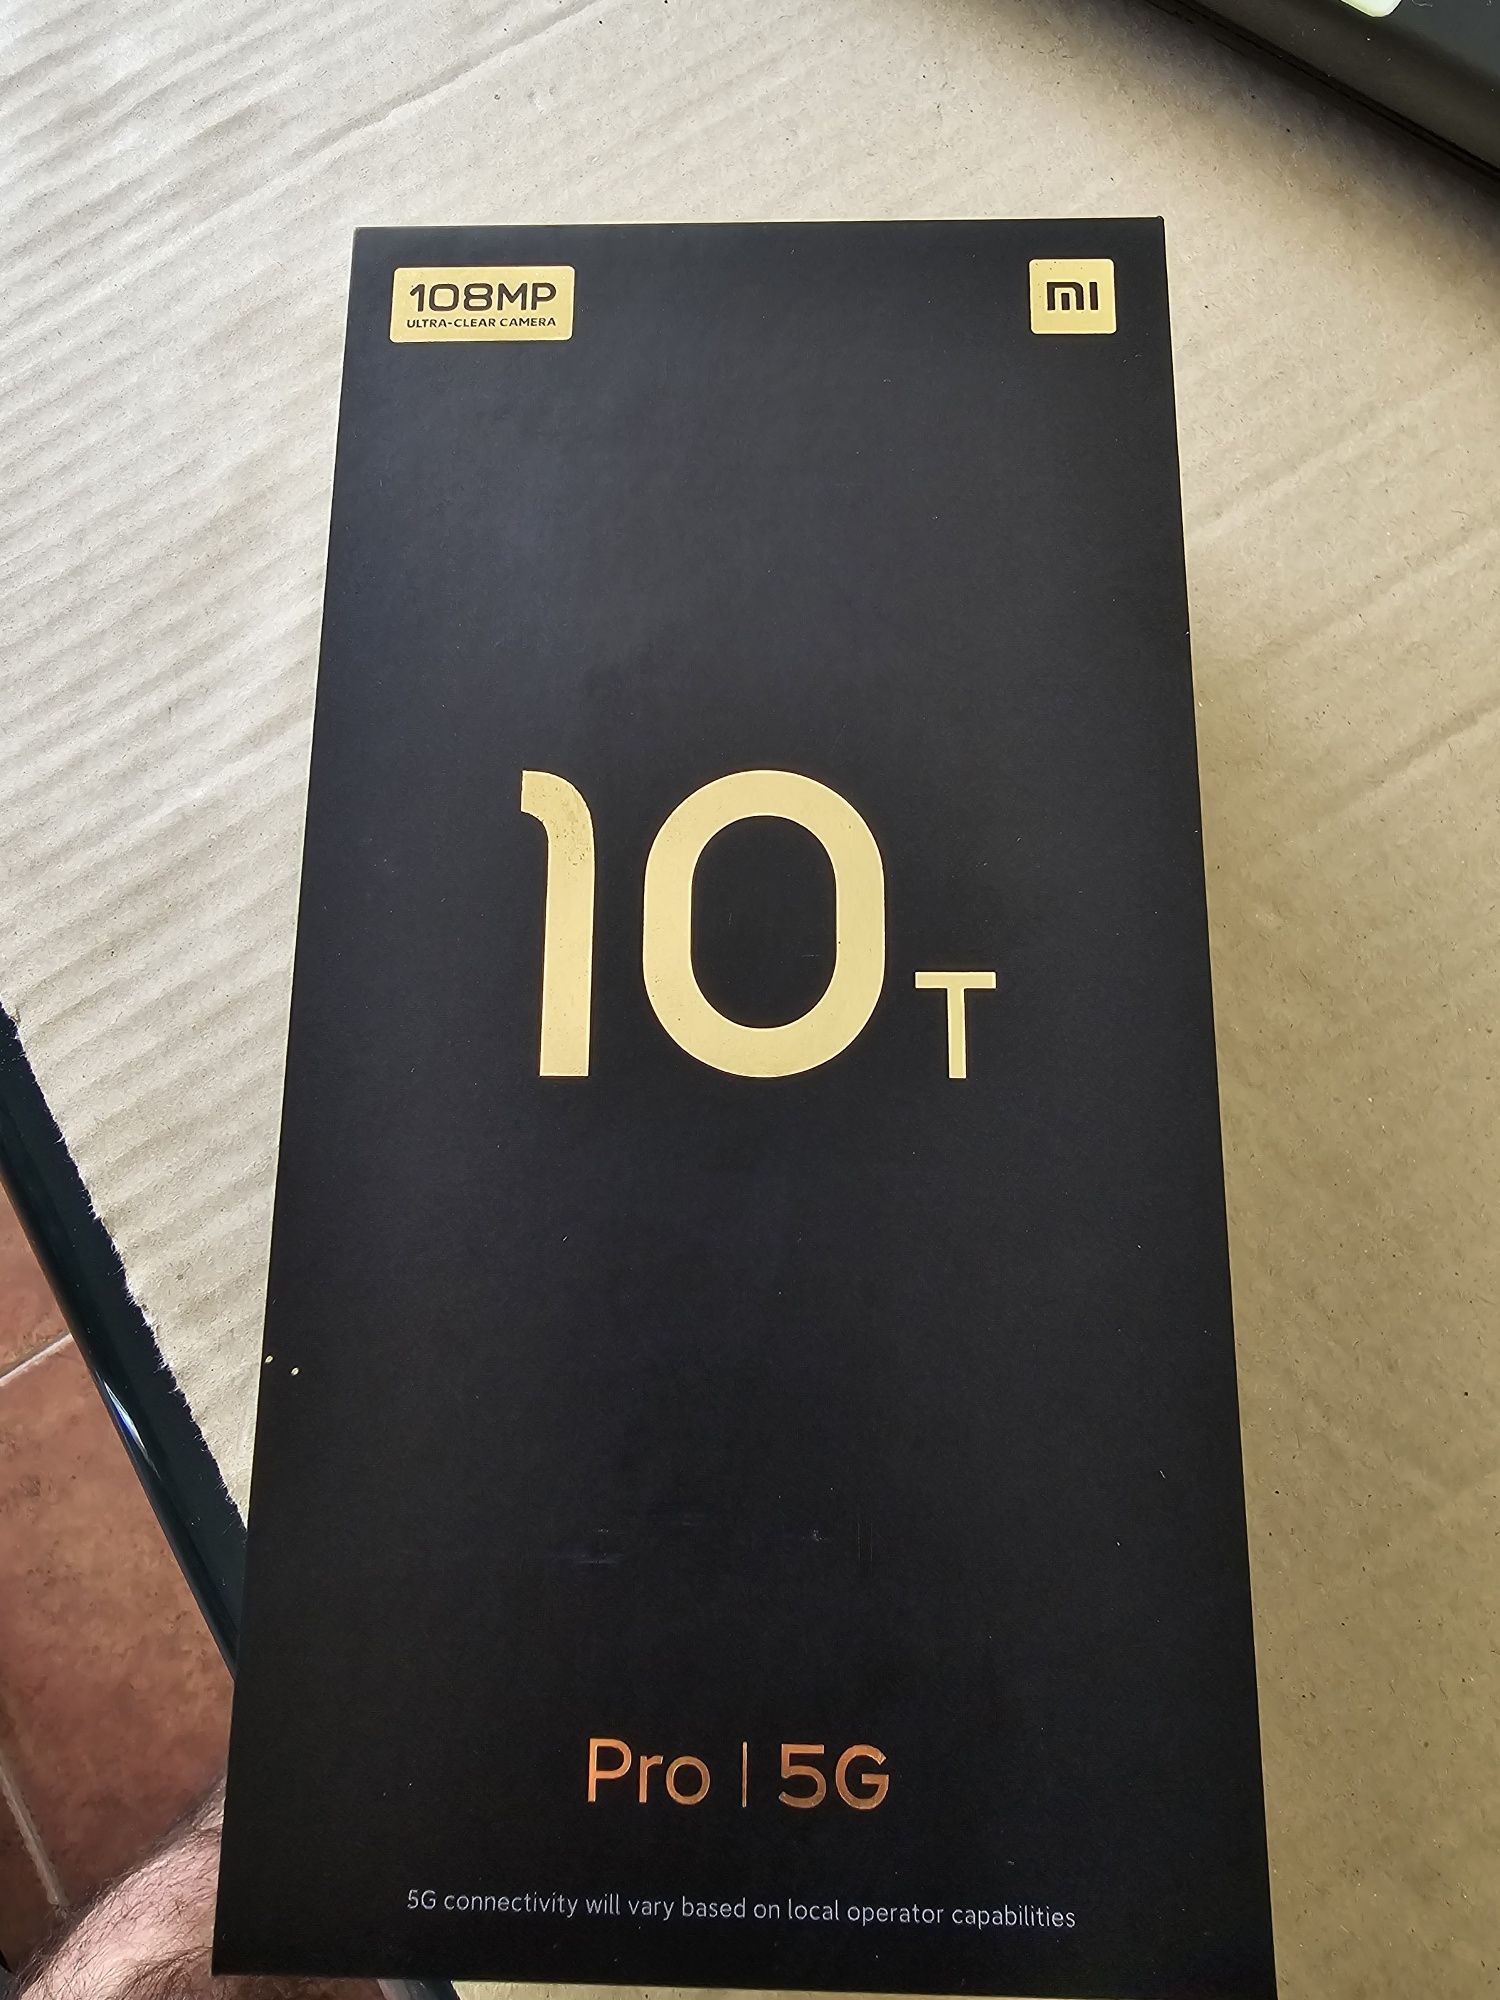 108MP
ULTRA-CLEAR CAMERA
mi
10T
Pro | 5G
5G connectivity will vary based on local operator capabilities